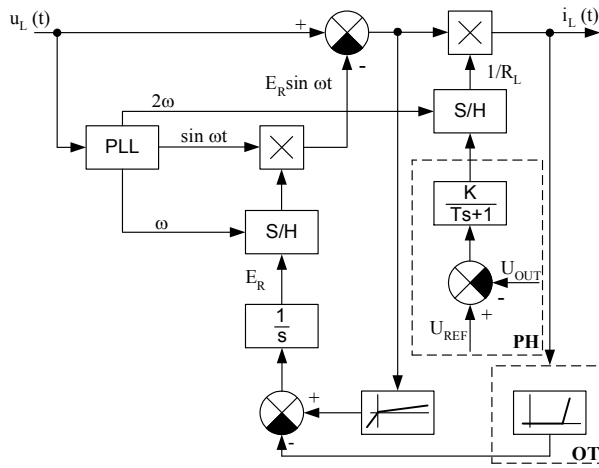 u_L (t)
+
i_L (t)
-
1/R_L
E_R sin ωt
2ω
S/H
PLL
sin ωt
K
Ts+1
ω
S/H
U_OUT
-
E_R
+
U_REF
PH
1
s
+
-
OT